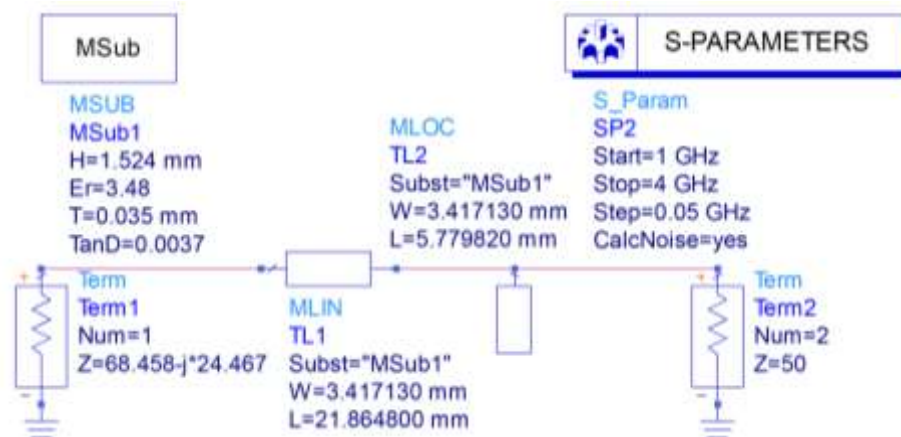 MSub
S-PARAMETERS
MSUB
MSub1
H=1.524 mm
Er=3.48
T=0.035 mm
TanD=0.0037
MLOC
TL2
Subst="MSub1"
W=3.417130 mm
L=5.779820 mm
S_Param
SP2
Start=1 GHz
Stop=4 GHz
Step=0.05 GHz
CalcNoise=yes
+
Term
Term1
Num=1
Z=68.458-j*24.467
-
MLIN
TL1
Subst="MSub1"
W=3.417130 mm
L=21.864800 mm
+
Term
Term2
Num=2
Z=50
-